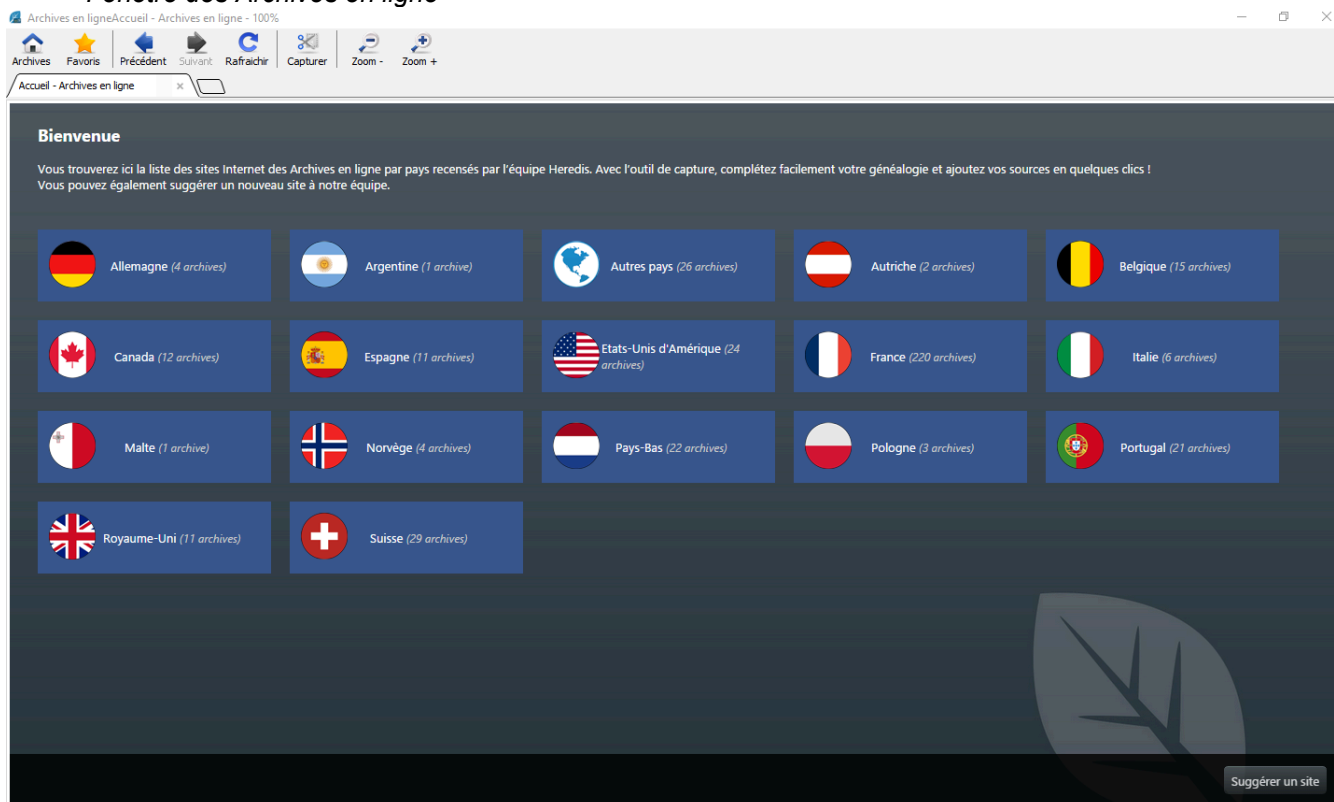 Fenêtre des Archives en ligne
Archives en ligneAccueil - Archives en ligne - 100%
Archives Favoris Précédent Suivant Rafraichir Capturer Zoom - Zoom +
Accueil - Archives en ligne
Bienvenue
Vous trouverez ici la liste des sites Internet des Archives en ligne par pays recensés par l'équipe Heredis. Avec l'outil de capture, complétez facilement votre généalogie et ajoutez vos sources en quelques clics !
Vous pouvez également suggérer un nouveau site à notre équipe.
Allemagne (4 archives)
Argentine (1 archive)
Autres pays (26 archives)
Autriche (2 archives)
Belgique (15 archives)
Canada (12 archives)
Espagne (11 archives)
Etats-Unis d'Amérique (24
archives)
France (220 archives)
Italie (6 archives)
Malte (1 archive)
Norvège (4 archives)
Pays-Bas (22 archives)
Pologne (3 archives)
Portugal (21 archives)
Royaume-Uni (11 archives)
Suisse (29 archives)
Suggérer un site